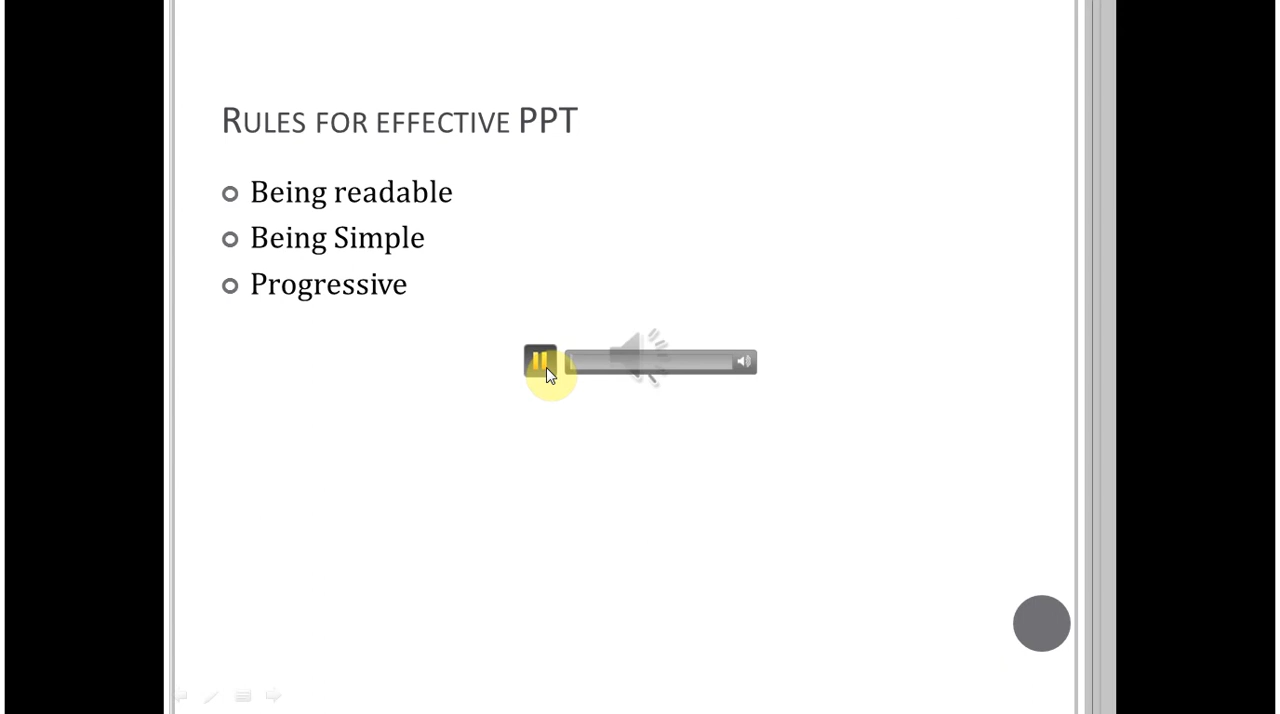 Rules for effective PPT
Being readable
Being Simple
Progressive